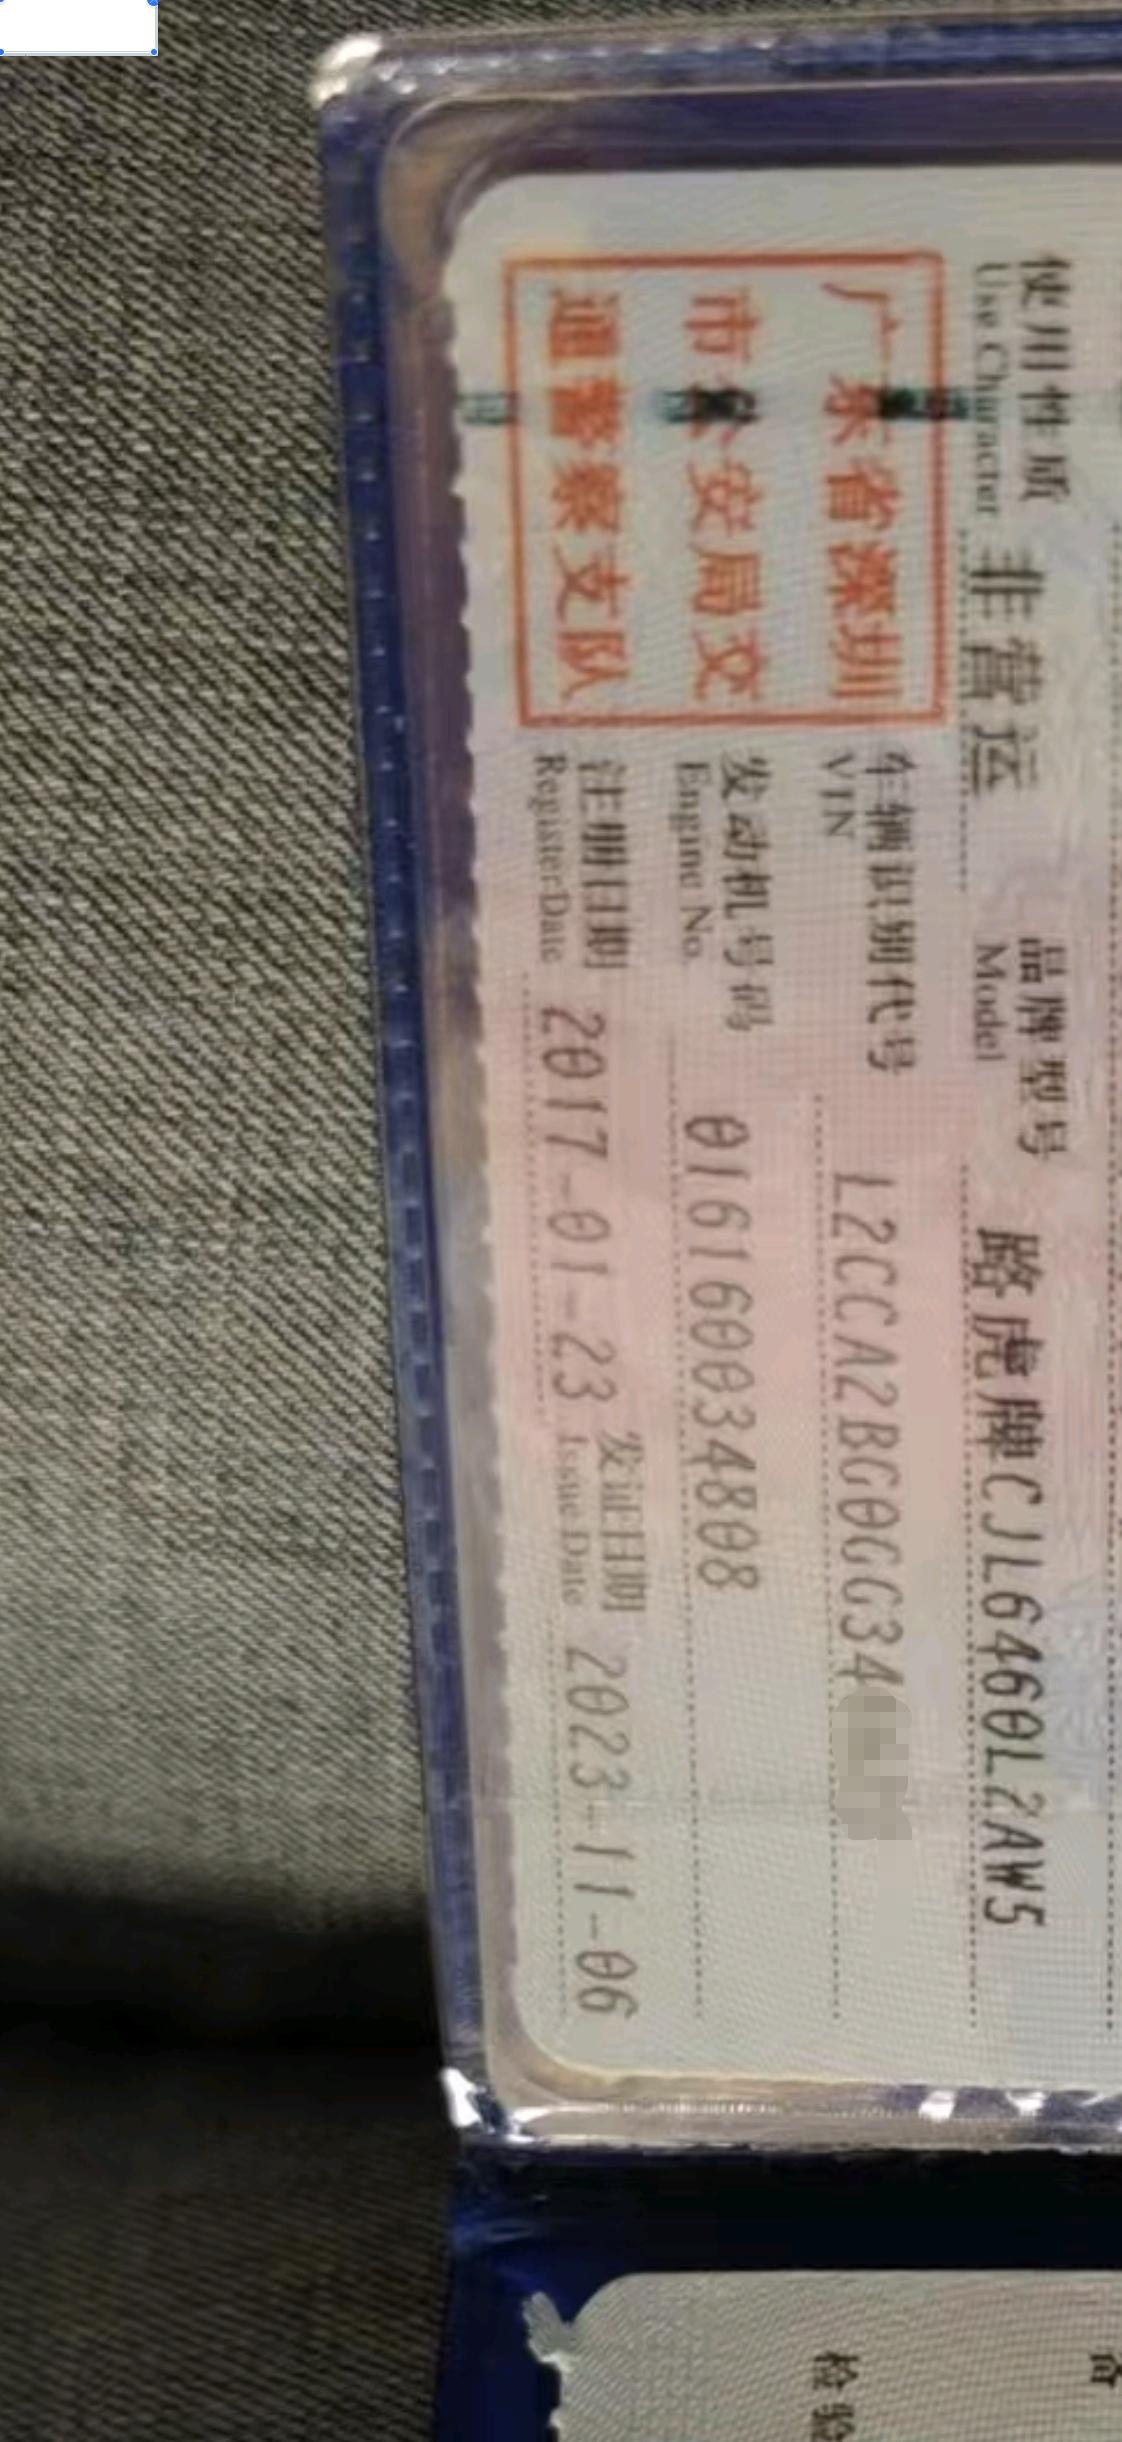 使用性质 非营运 品牌型号 路虎牌CJL6460L2AW5
Use Character Model
广东省深圳
市公安局交
通警察支队
车辆识别代号 L2CCA2BG0GG34
VIN
发动机号码 016160034808
Engine No.
注册日期 2017-01-23 发证日期 2023-11-06
Register Date Issue Date
检验